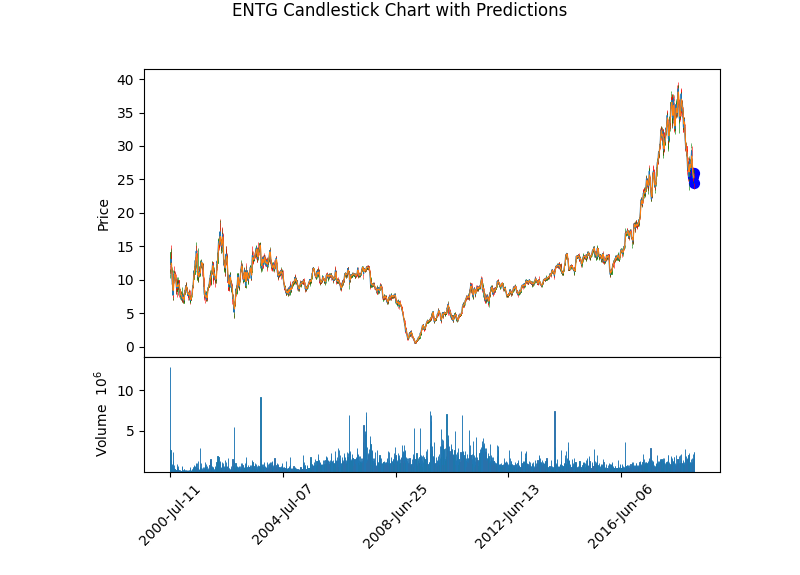 ENTG Candlestick Chart with Predictions
40
35
30
25
20
15
10
5
0
Price
10
5
Volume 10^6
2000-Jul-11
2004-Jul-07
2008-Jun-25
2012-Jun-13
2016-Jun-06